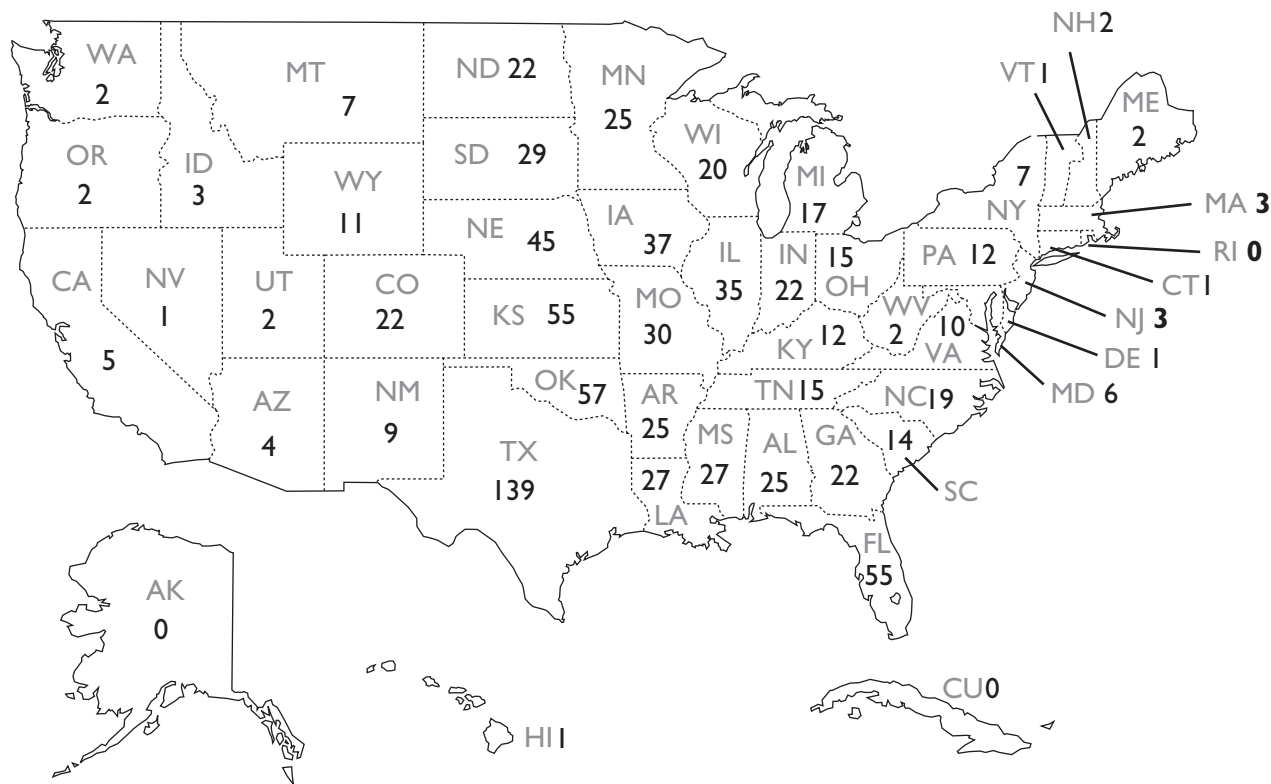 NH 2
VT 1
ME
2
WA
2
MT
7
ND 22
MN
25
OR
2
ID
3
WY
11
SD 29
WI
20
MI
17
7
NY
MA 3
RI 0
CT 1
NJ 3
DE 1
MD 6
CA
5
NV
1
UT
2
CO
22
NE 45
KS 55
IA
37
MO
30
IL
35
IN
22
15
OH
PA 12
WV
2
10
VA
KY 12
AZ
4
NM
9
OK 57
TX
139
AR
25
TN 15
NC 19
14
SC
27
LA
MS
27
AL
25
GA
22
FL
55
AK
0
HI 1
CU 0